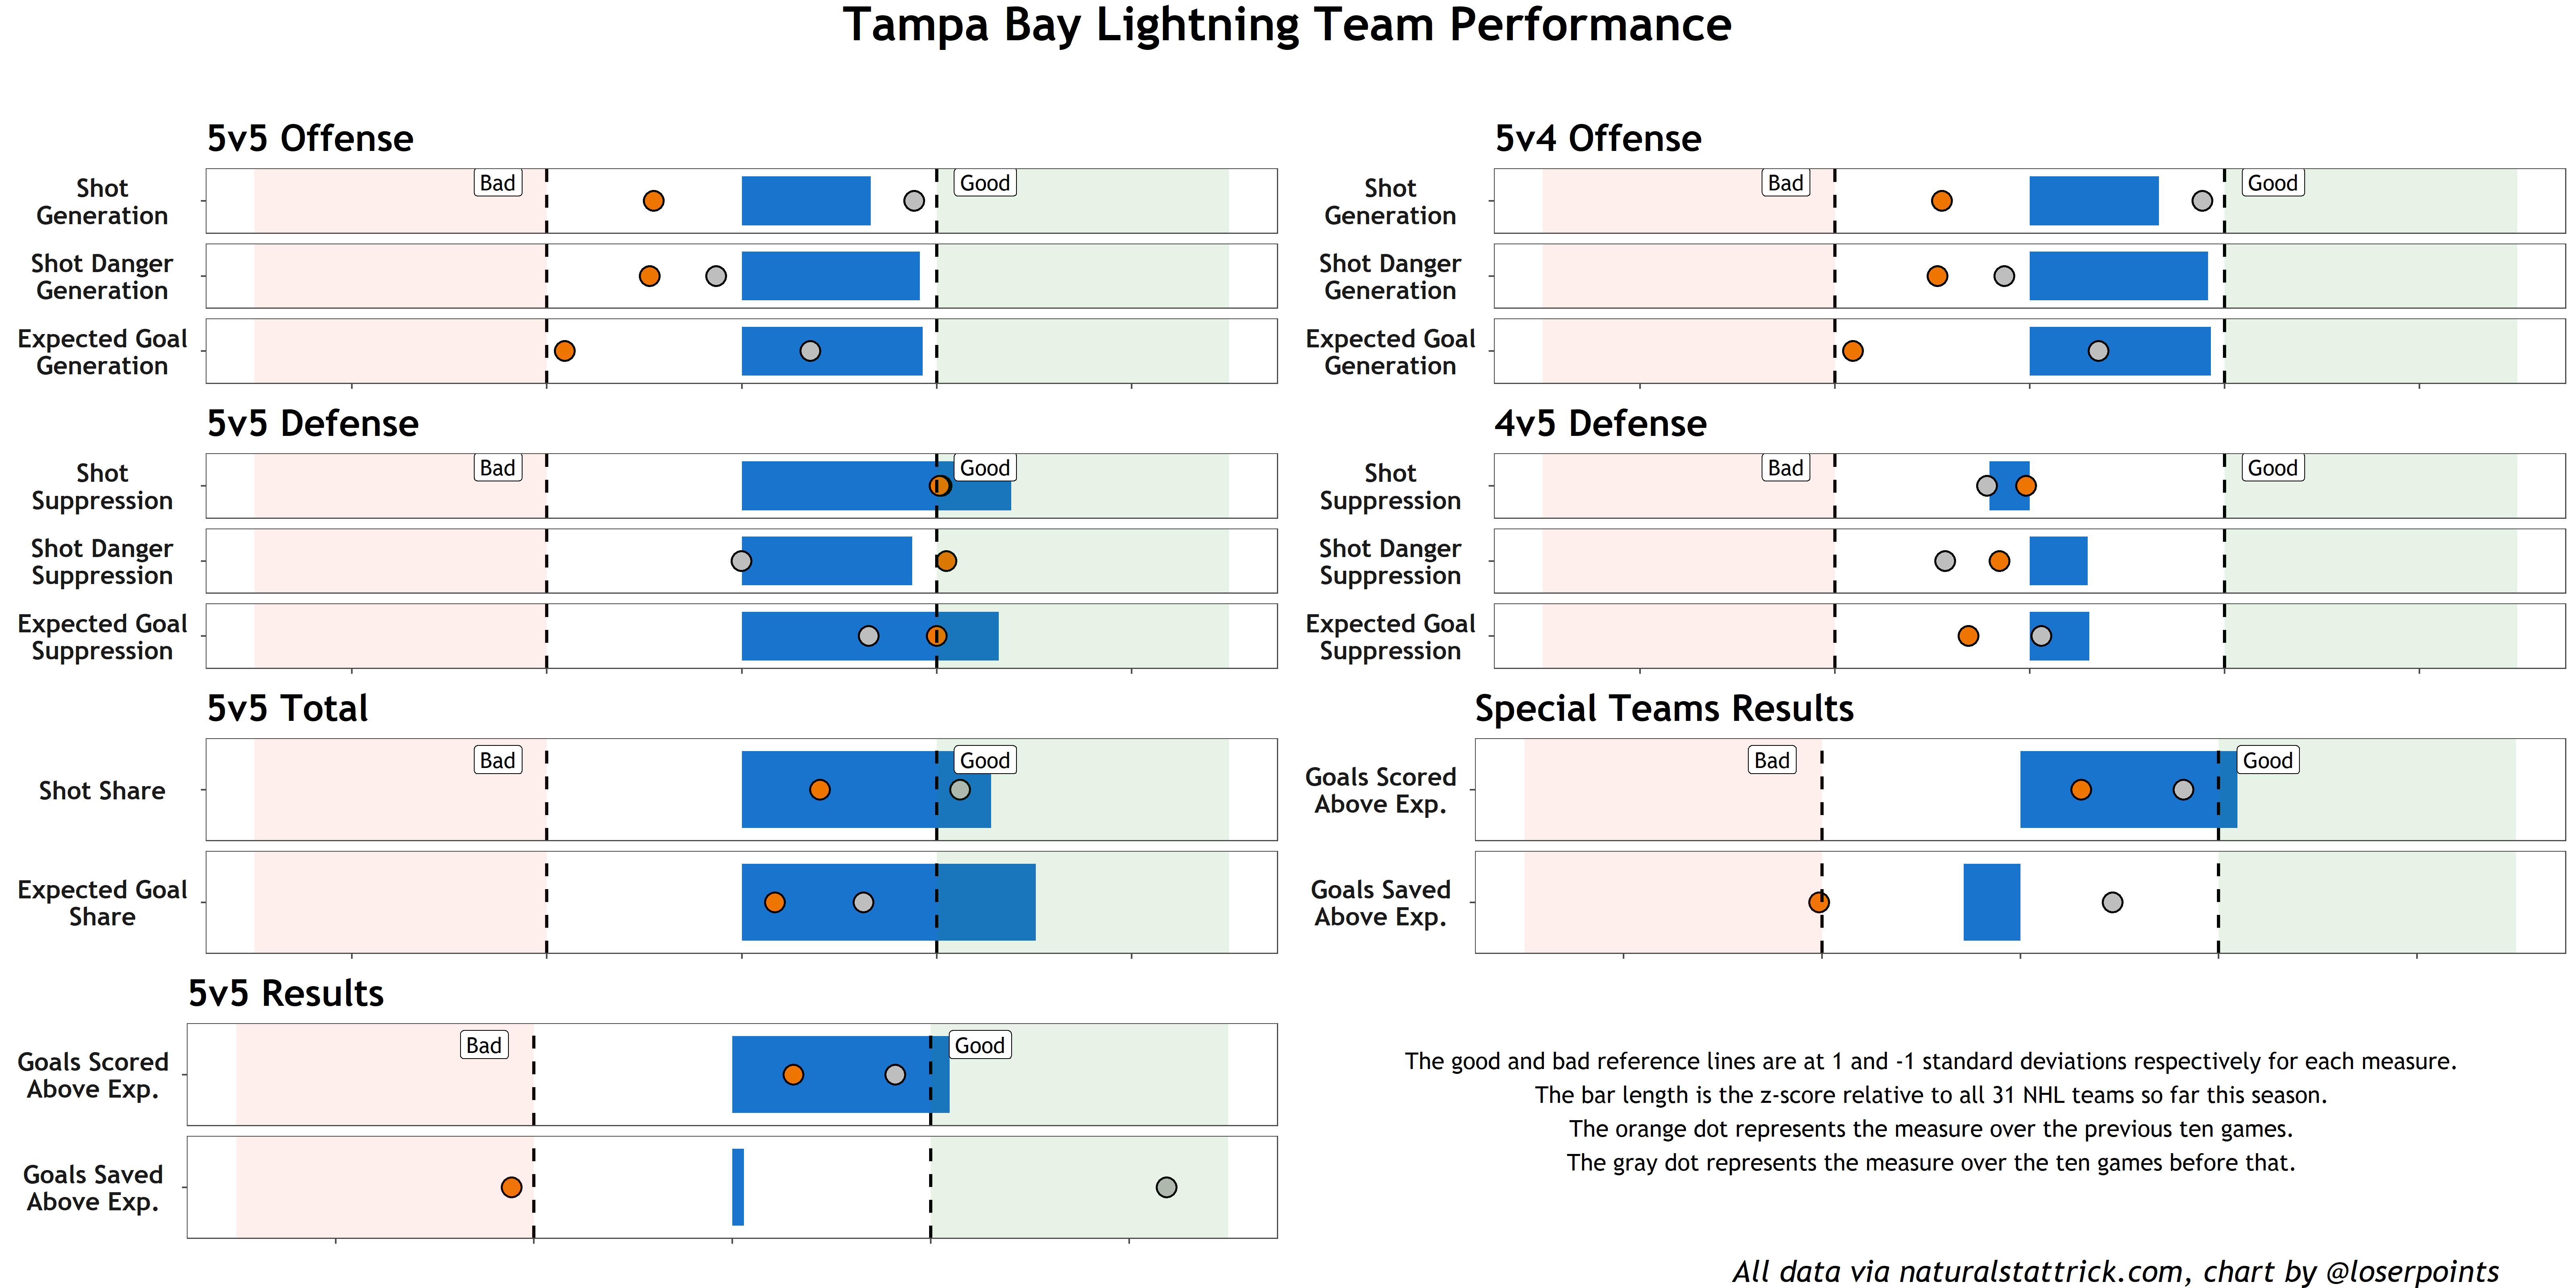 Tampa Bay Lightning Team Performance
5v5 Offense
Bad
Good
Shot
Generation
Shot Danger
Generation
Expected Goal
Generation
5v4 Offense
Bad
Good
Shot
Generation
Shot Danger
Generation
Expected Goal
Generation
5v5 Defense
Bad
Good
Shot
Suppression
Shot Danger
Suppression
Expected Goal
Suppression
4v5 Defense
Bad
Good
Shot
Suppression
Shot Danger
Suppression
Expected Goal
Suppression
5v5 Total
Bad
Good
Shot Share
Expected Goal
Share
Special Teams Results
Bad
Good
Goals Scored
Above Exp.
Goals Saved
Above Exp.
5v5 Results
Bad
Good
Goals Scored
Above Exp.
Goals Saved
Above Exp.
The good and bad reference lines are at 1 and -1 standard deviations respectively for each measure.
The bar length is the z-score relative to all 31 NHL teams so far this season.
The orange dot represents the measure over the previous ten games.
The gray dot represents the measure over the ten games before that.
All data via naturalstattrick.com, chart by @loserpoints